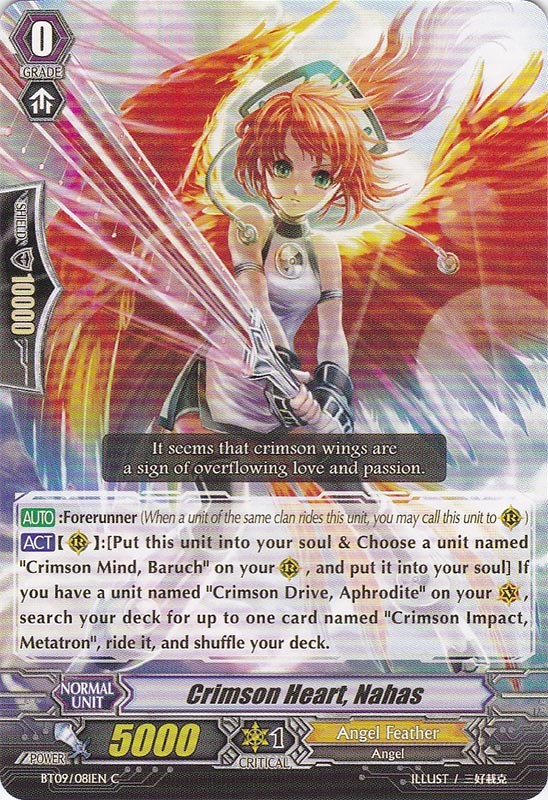 0
GRADE
SHIELD
10000
It seems that crimson wings are
a sign of overflowing love and passion.
AUTO :Forerunner (When a unit of the same clan rides this unit, you may call this unit to R)
ACT【 R 】:[Put this unit into your soul & Choose a unit named
"Crimson Mind, Baruch" on your R , and put it into your soul] If
you have a unit named "Crimson Drive, Aphrodite" on your V ,
search your deck for up to one card named "Crimson Impact,
Metatron", ride it, and shuffle your deck.
NORMAL
UNIT
Crimson Heart, Nahas
POWER
5000
1
CRITICAL
Angel Feather
Angel
BT09/081EN C
ILLUST / 三好載克